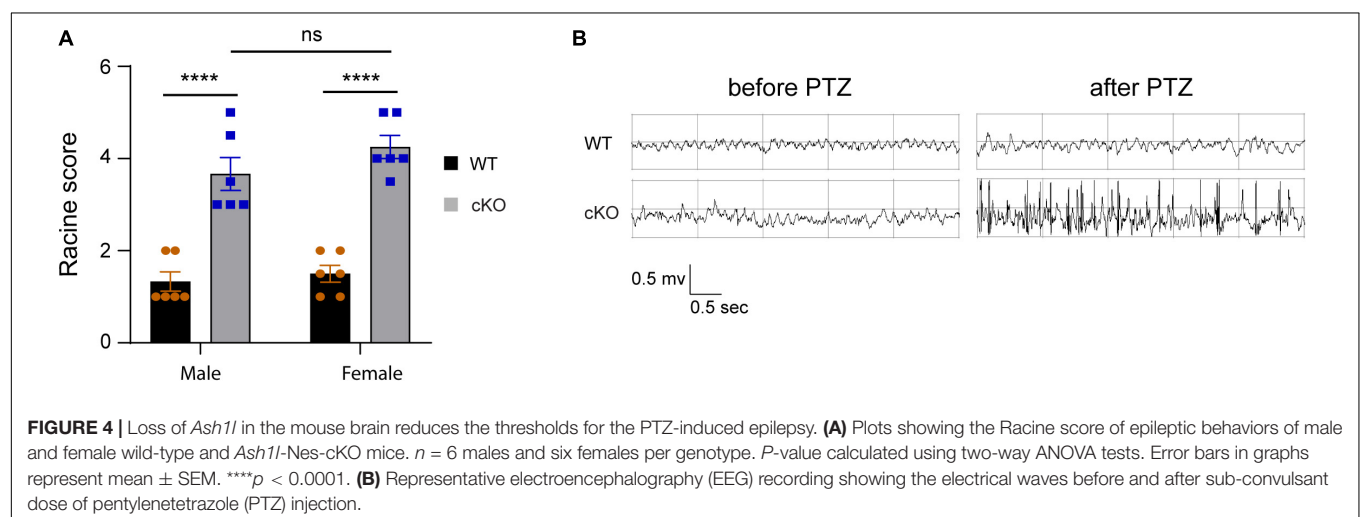 A
ns
6
****
****
4
2
0
Racine score
Male
Female
WT
cKO
B
before PTZ
after PTZ
WT
cKO
0.5 mv
0.5 sec
FIGURE 4 | Loss of Ash1l in the mouse brain reduces the thresholds for the PTZ-induced epilepsy. (A) Plots showing the Racine score of epileptic behaviors of male
and female wild-type and Ash1l-Nes-cKO mice. n = 6 males and six females per genotype. P-value calculated using two-way ANOVA tests. Error bars in graphs
represent mean ± SEM. ****p < 0.0001. (B) Representative electroencephalography (EEG) recording showing the electrical waves before and after sub-convulsant
dose of pentylenetetrazole (PTZ) injection.